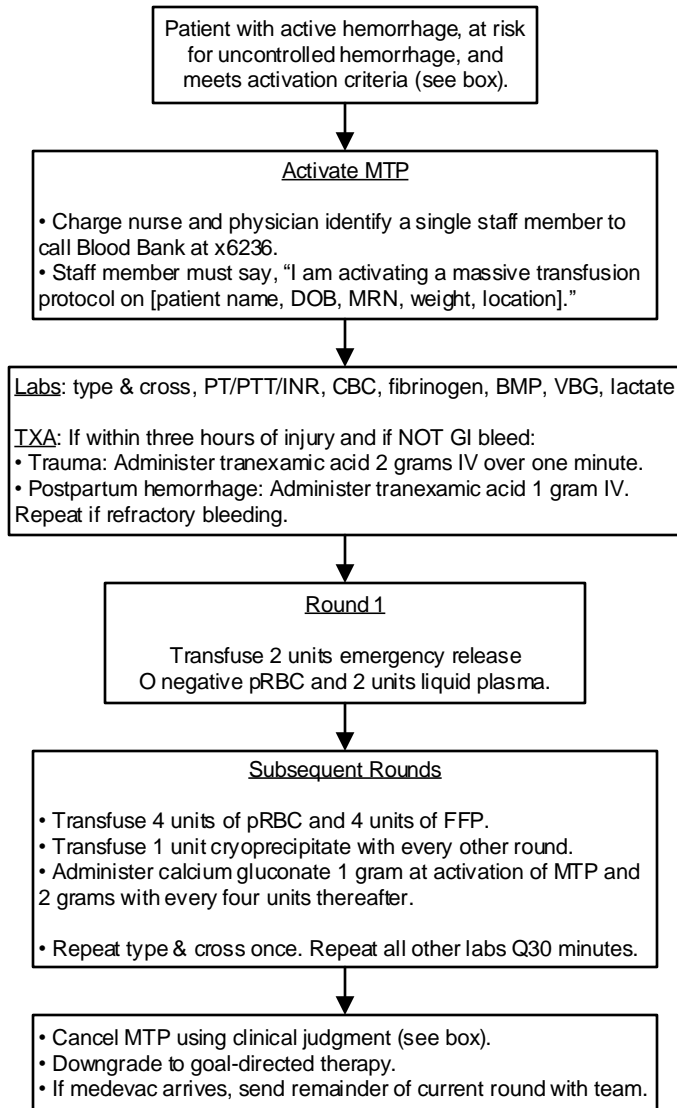 Patient with active hemorrhage, at risk
for uncontrolled hemorrhage, and
meets activation criteria (see box).
Activate MTP
• Charge nurse and physician identify a single staff member to
call Blood Bank at x6236.
• Staff member must say, “I am activating a massive transfusion
protocol on [patient name, DOB, MRN, weight, location].”
Labs: type & cross, PT/PTT/INR, CBC, fibrinogen, BMP, VBG, lactate
TXA: If within three hours of injury and if NOT GI bleed:
• Trauma: Administer tranexamic acid 2 grams IV over one minute.
• Postpartum hemorrhage: Administer tranexamic acid 1 gram IV.
Repeat if refractory bleeding.
Round 1
Transfuse 2 units emergency release
O negative pRBC and 2 units liquid plasma.
Subsequent Rounds
• Transfuse 4 units of pRBC and 4 units of FFP.
• Transfuse 1 unit cryoprecipitate with every other round.
• Administer calcium gluconate 1 gram at activation of MTP and
2 grams with every four units thereafter.
• Repeat type & cross once. Repeat all other labs Q30 minutes.
• Cancel MTP using clinical judgment (see box).
• Downgrade to goal-directed therapy.
• If medevac arrives, send remainder of current round with team.